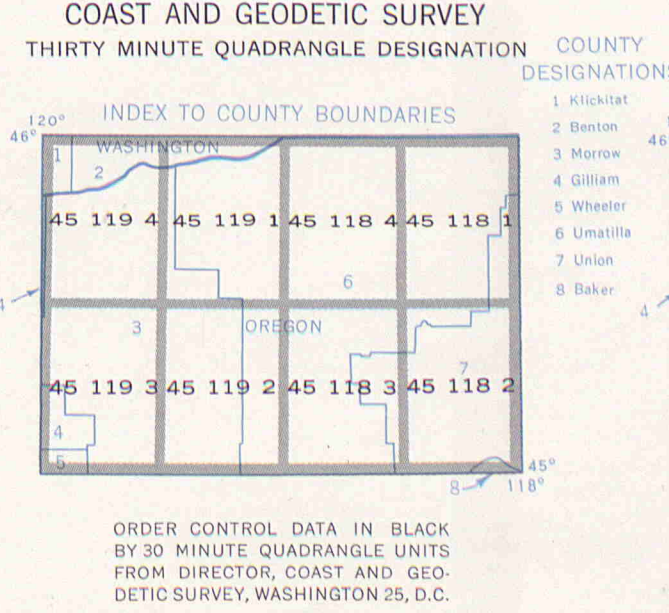 COAST AND GEODETIC SURVEY
THIRTY MINUTE QUADRANGLE DESIGNATION
COUNTY
DESIGNATIONS
INDEX TO COUNTY BOUNDARIES
120°
46°
1 Klickitat
2 Benton
3 Morrow
4 Gilliam
5 Wheeler
6 Umatilla
7 Union
8 Baker
46
WASHINGTON
1
2
45 119 4 45 119 1 45 118 4 45 118 1
6
4
4
3
OREGON
7
45 119 3 45 119 2 45 118 3 45 118 2
4
5
45°
8
118°
ORDER CONTROL DATA IN BLACK
BY 30 MINUTE QUADRANGLE UNITS
FROM DIRECTOR, COAST AND GEO-
DETIC SURVEY, WASHINGTON 25, D.C.